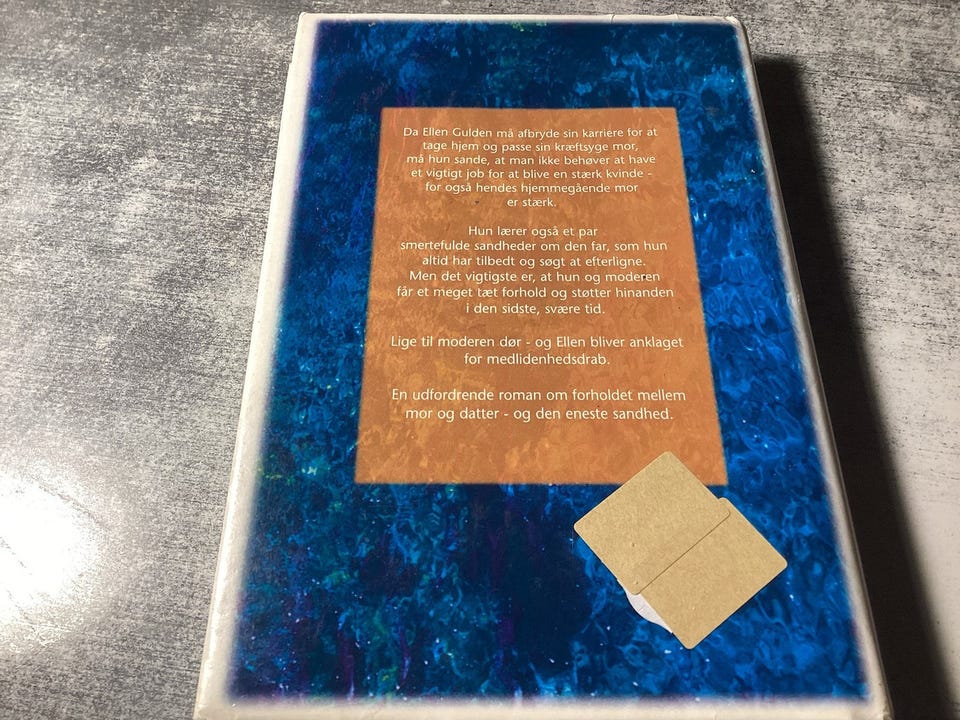 Da Ellen Gulden må afbryde sin karriere for at
tage hjem og passe sin kræftsyge mor,
må hun sande, at man ikke behøver at have
et vigtigt job for at blive en stærk kvinde -
for også hendes hjemmegående mor
er stærk.
Hun lærer også et par
smertefulde sandheder om den far, som hun
altid har tilbedt og søgt at efterligne.
Men det vigtigste er, at hun og moderen
får et meget tæt forhold og støtter hinanden
i den sidste, svære tid.
Lige til moderen dør - og Ellen bliver anklaget
for medlidenhedsdrab.
En udfordrende roman om forholdet mellem
mor og datter - og den eneste sandhed.